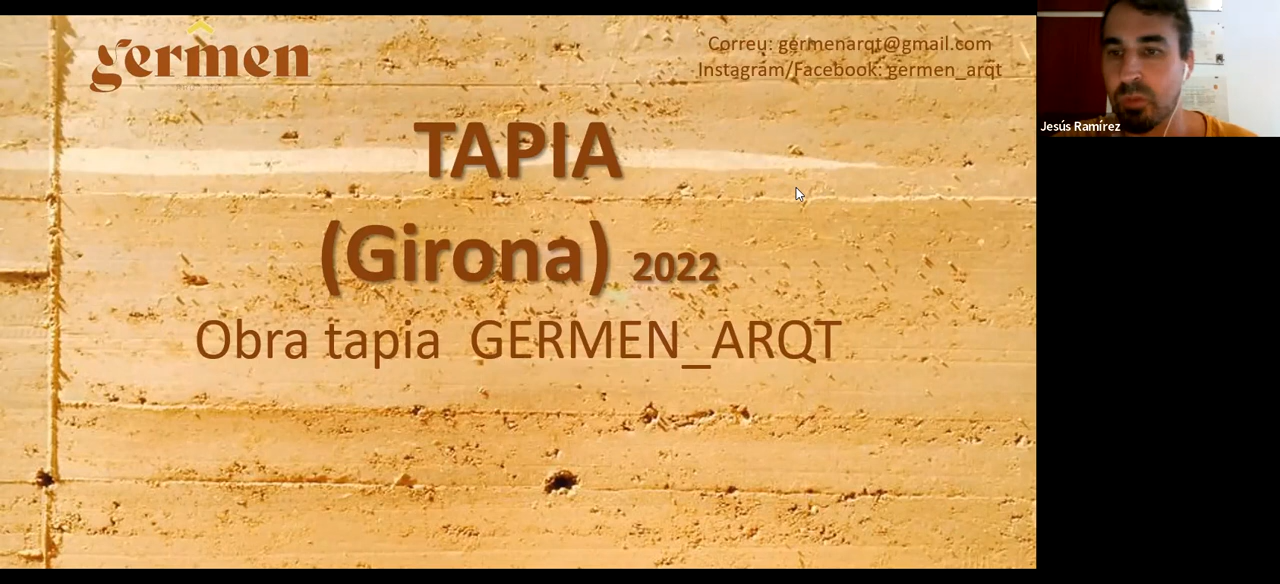 germen
Correu: germenarqt@gmail.com
Instagram/Facebook: germen_arqt
TAPIA
(Girona) 2022
Obra tapia GERMEN_ARQT
Jesús Ramírez